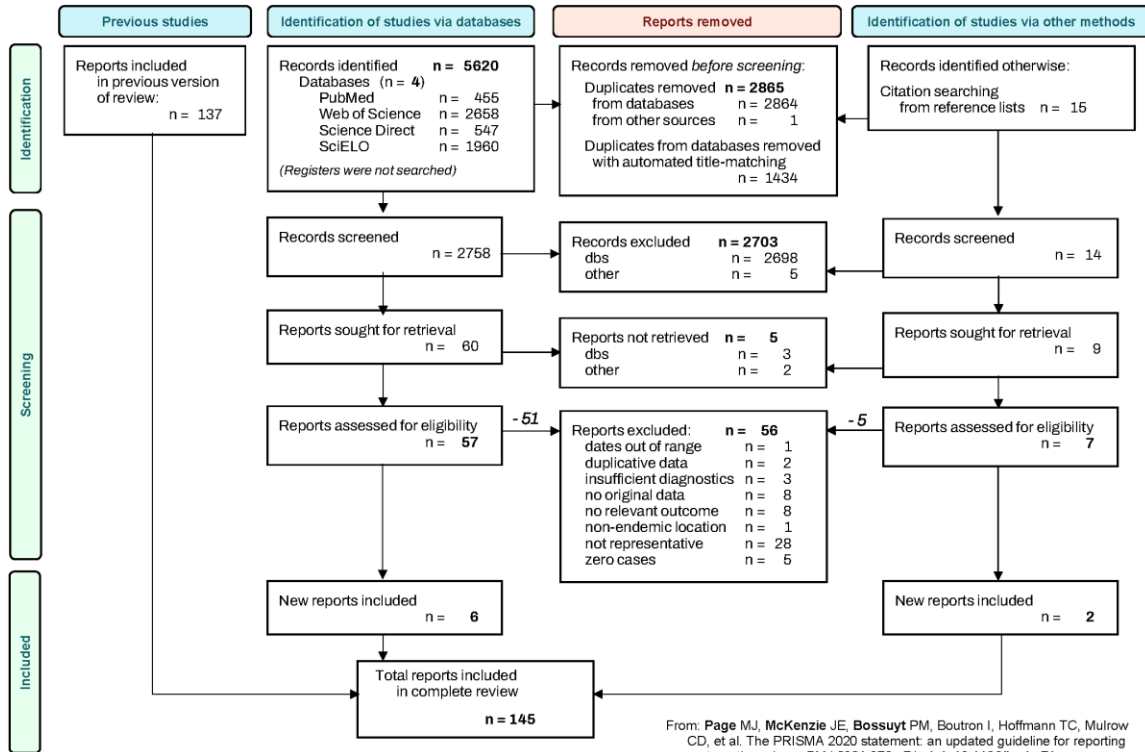 Previous studies
Identification of studies via databases
Reports removed
Identification of studies via other methods
Identification
Reports included
in previous version
of review:
n = 137
Records identified n = 5620
Databases (n = 4)
PubMed n = 455
Web of Science n = 2658
Science Direct n = 547
SciELO n = 1960
(Registers were not searched)
Records removed before screening:
Duplicates removed n = 2865
from databases n = 2864
from other sources n = 1
Duplicates from databases removed
with automated title-matching
n = 1434
Records identified otherwise:
Citation searching
from reference lists n = 15
Screening
Records screened
n = 2758
Records excluded n = 2703
dbs n = 2698
other n = 5
Records screened
n = 14
Reports sought for retrieval
n = 60
Reports not retrieved n = 5
dbs n = 3
other n = 2
Reports sought for retrieval
n = 9
Reports assessed for eligibility
n = 57
- 51
Reports excluded: n = 56
dates out of range n = 1
duplicative data n = 2
insufficient diagnostics n = 3
no original data n = 8
no relevant outcome n = 8
non-endemic location n = 1
not representative n = 28
zero cases n = 5
- 5
Reports assessed for eligibility
n = 7
Included
New reports included
n = 6
New reports included
n = 2
Total reports included
in complete review
n = 145
From: Page MJ, McKenzie JE, Bossuyt PM, Boutron I, Hoffmann TC, Mulrow
CD, et al. The PRISMA 2020 statement: an updated guideline for reporting